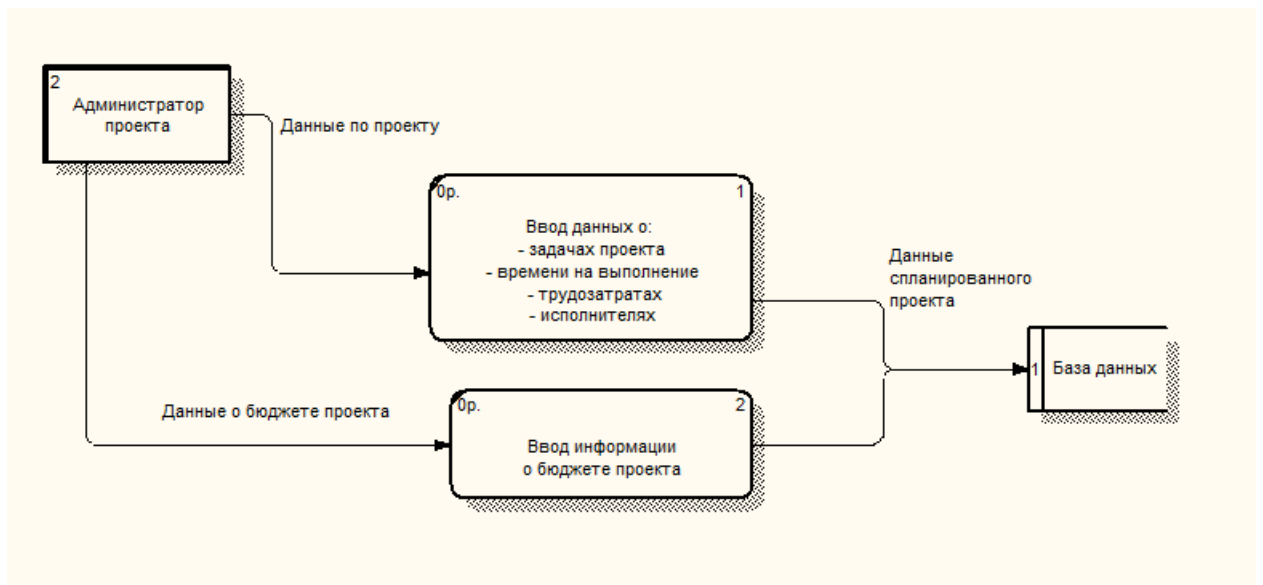 2
Администратор
проекта
Данные по проекту
0р.
1
Ввод данных о:
- задачах проекта
- времени на выполнение
- трудозатратах
- исполнителях
Данные
спланированного
проекта
1
База данных
Данные о бюджете проекта
0р.
2
Ввод информации
о бюджете проекта